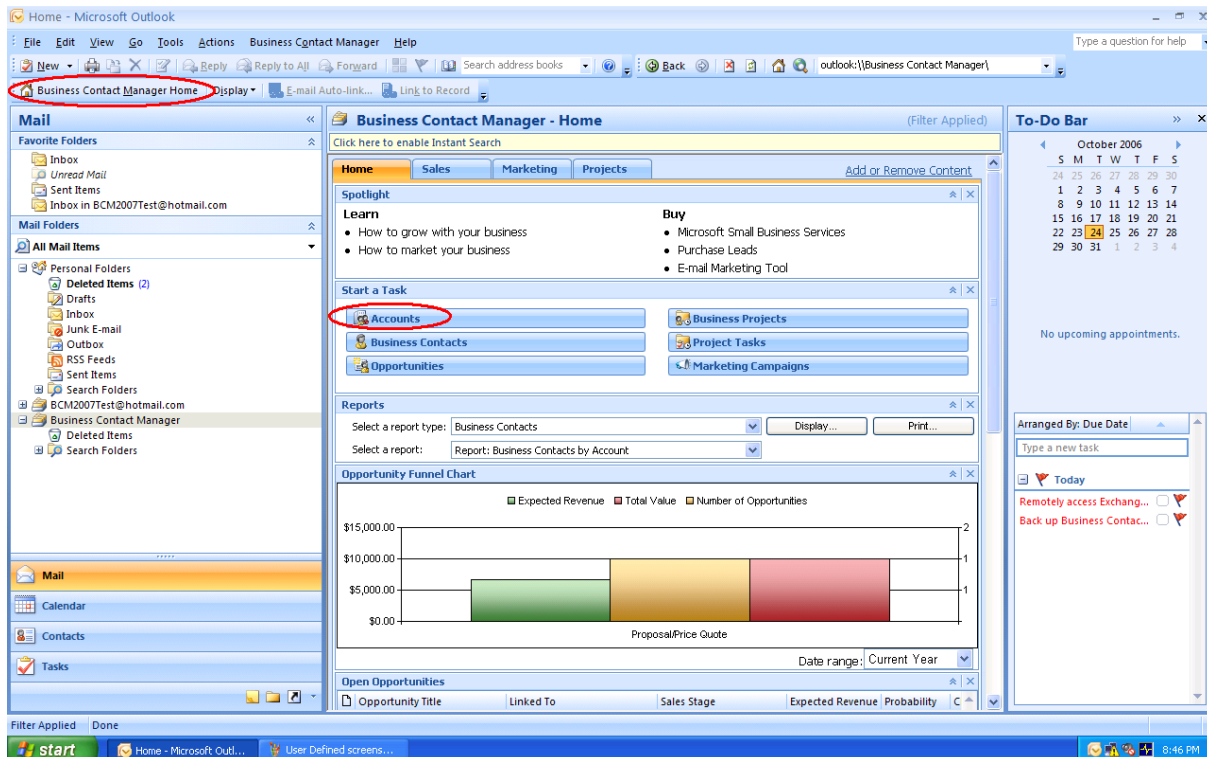 Home - Microsoft Outlook
File Edit View Go Tools Actions Business Contact Manager Help
Type a question for help
New Reply Reply to All Forward Search address books Back outlook:\\Business Contact Manager\
Business Contact Manager Home Display E-mail Auto-link... Link to Record
Mail
Favorite Folders
Inbox
Unread Mail
Sent Items
Inbox in BCM2007Test@hotmail.com
Mail Folders
All Mail Items
Personal Folders
Deleted Items (2)
Drafts
Inbox
Junk E-mail
Outbox
RSS Feeds
Sent Items
Search Folders
BCM2007Test@hotmail.com
Business Contact Manager
Deleted Items
Search Folders
Mail
Calendar
Contacts
Tasks
Business Contact Manager - Home (Filter Applied)
Click here to enable Instant Search
Home Sales Marketing Projects Add or Remove Content
Spotlight
Learn
• How to grow with your business
• How to market your business
Buy
• Microsoft Small Business Services
• Purchase Leads
• E-mail Marketing Tool
Start a Task
Accounts Business Projects
Business Contacts Project Tasks
Opportunities Marketing Campaigns
Reports
Select a report type: Business Contacts Display... Print...
Select a report: Report: Business Contacts by Account
Opportunity Funnel Chart
Expected Revenue Total Value Number of Opportunities
$15,000.00 2
$10,000.00 1
$5,000.00 1
$0.00
Proposal/Price Quote
Date range: Current Year
Open Opportunities
Opportunity Title Linked To Sales Stage Expected Revenue Probability C
To-Do Bar
October 2006
S M T W T F S
24 25 26 27 28 29 30
1 2 3 4 5 6 7
8 9 10 11 12 13 14
15 16 17 18 19 20 21
22 23 24 25 26 27 28
29 30 31 1 2 3 4
No upcoming appointments.
Arranged By: Due Date
Type a new task
Today
Remotely access Exchang...
Back up Business Contac...
Filter Applied Done
start Home - Microsoft Outl... User Defined screens... 8:46 PM